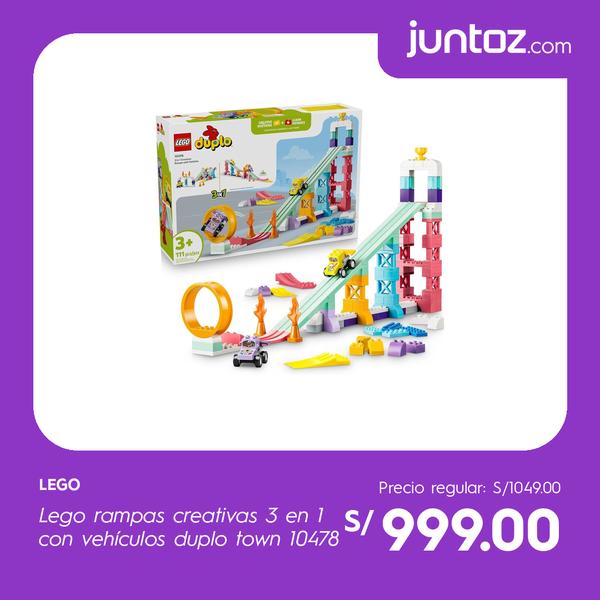 juntoz.com
LEGO duplo
3in1
3+
111
LEGO
Precio regular: S/1049.00
Lego rampas creativas 3 en 1
con vehículos duplo town 10478
S/ 999.00